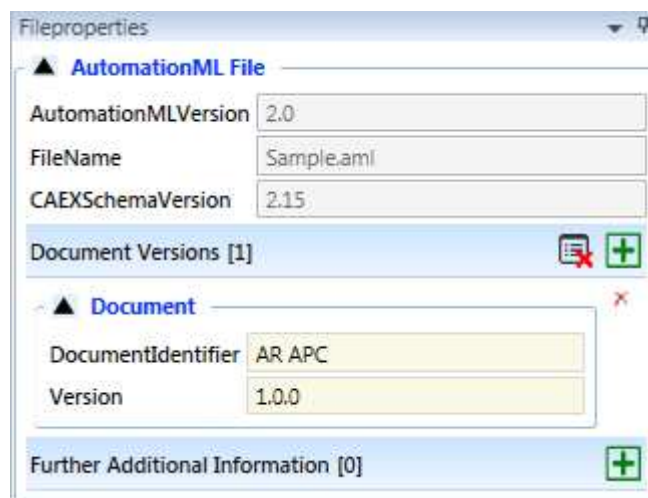 Fileproperties
AutomationML File
AutomationMLVersion 2.0
FileName Sample.aml
CAEXSchemaVersion 2.15
Document Versions [1]
Document
DocumentIdentifier AR APC
Version 1.0.0
Further Additional Information [0]